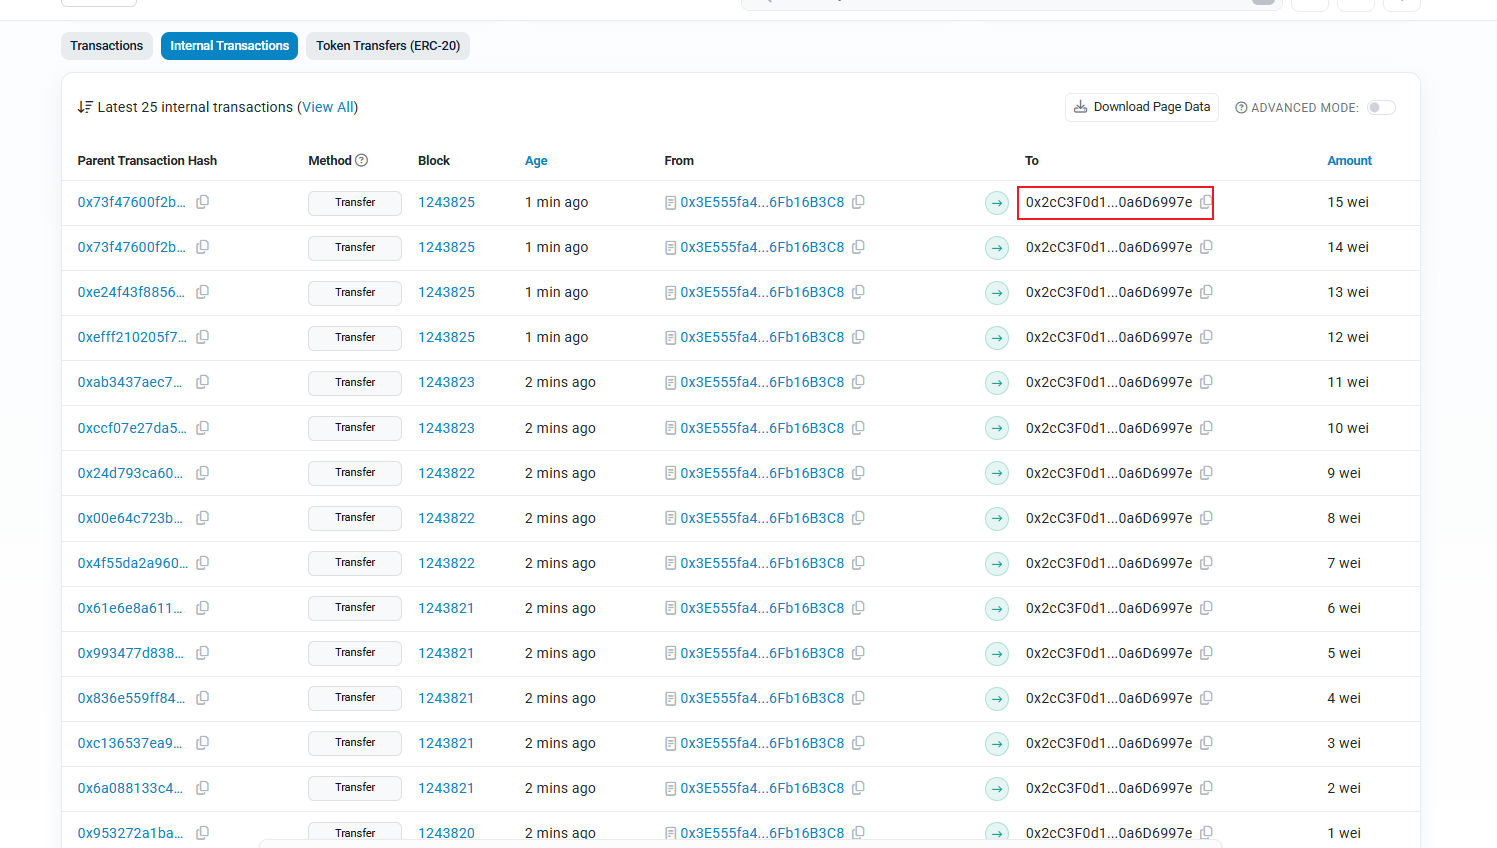 Transactions Internal Transactions Token Transfers (ERC-20)
Latest 25 internal transactions (View All) Download Page Data ADVANCED MODE:
Parent Transaction Hash Method Block Age From To Amount
0x73f47600f2b... Transfer 1243825 1 min ago 0x3E555fa4...6Fb16B3C8 0x2cC3F0d1...0a6D6997e 15 wei
0x73f47600f2b... Transfer 1243825 1 min ago 0x3E555fa4...6Fb16B3C8 0x2cC3F0d1...0a6D6997e 14 wei
0xe24f43f8856... Transfer 1243825 1 min ago 0x3E555fa4...6Fb16B3C8 0x2cC3F0d1...0a6D6997e 13 wei
0xefff210205f7... Transfer 1243825 1 min ago 0x3E555fa4...6Fb16B3C8 0x2cC3F0d1...0a6D6997e 12 wei
0xab3437aec7... Transfer 1243823 2 mins ago 0x3E555fa4...6Fb16B3C8 0x2cC3F0d1...0a6D6997e 11 wei
0xccf07e27da5... Transfer 1243823 2 mins ago 0x3E555fa4...6Fb16B3C8 0x2cC3F0d1...0a6D6997e 10 wei
0x24d793ca60... Transfer 1243822 2 mins ago 0x3E555fa4...6Fb16B3C8 0x2cC3F0d1...0a6D6997e 9 wei
0x00e64c723b... Transfer 1243822 2 mins ago 0x3E555fa4...6Fb16B3C8 0x2cC3F0d1...0a6D6997e 8 wei
0x4f55da2a960... Transfer 1243822 2 mins ago 0x3E555fa4...6Fb16B3C8 0x2cC3F0d1...0a6D6997e 7 wei
0x61e6e8a611... Transfer 1243821 2 mins ago 0x3E555fa4...6Fb16B3C8 0x2cC3F0d1...0a6D6997e 6 wei
0x993477d838... Transfer 1243821 2 mins ago 0x3E555fa4...6Fb16B3C8 0x2cC3F0d1...0a6D6997e 5 wei
0x836e559ff84... Transfer 1243821 2 mins ago 0x3E555fa4...6Fb16B3C8 0x2cC3F0d1...0a6D6997e 4 wei
0xc136537ea9... Transfer 1243821 2 mins ago 0x3E555fa4...6Fb16B3C8 0x2cC3F0d1...0a6D6997e 3 wei
0x6a088133c4... Transfer 1243821 2 mins ago 0x3E555fa4...6Fb16B3C8 0x2cC3F0d1...0a6D6997e 2 wei
0x953272a1ba... Transfer 1243820 2 mins ago 0x3E555fa4...6Fb16B3C8 0x2cC3F0d1...0a6D6997e 1 wei